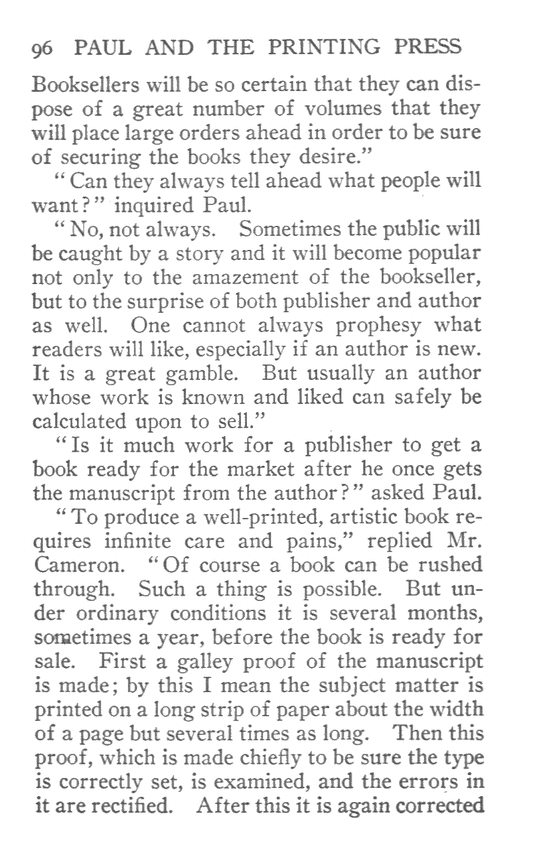 96 PAUL AND THE PRINTING PRESS
Booksellers will be so certain that they can dis-
pose of a great number of volumes that they
will place large orders ahead in order to be sure
of securing the books they desire.”
“Can they always tell ahead what people will
want?” inquired Paul.
“No, not always. Sometimes the public will
be caught by a story and it will become popular
not only to the amazement of the bookseller,
but to the surprise of both publisher and author
as well. One cannot always prophesy what
readers will like, especially if an author is new.
It is a great gamble. But usually an author
whose work is known and liked can safely be
calculated upon to sell.”
“Is it much work for a publisher to get a
book ready for the market after he once gets
the manuscript from the author?” asked Paul.
“To produce a well-printed, artistic book re-
quires infinite care and pains,” replied Mr.
Cameron. “Of course a book can be rushed
through. Such a thing is possible. But un-
der ordinary conditions it is several months,
sometimes a year, before the book is ready for
sale. First a galley proof of the manuscript
is made; by this I mean the subject matter is
printed on a long strip of paper about the width
of a page but several times as long. Then this
proof, which is made chiefly to be sure the type
is correctly set, is examined, and the errors in
it are rectified. After this it is again corrected